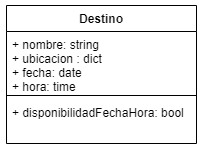 Destino
+ nombre: string
+ ubicacion : dict
+ fecha: date
+ hora: time
+ disponibilidadFechaHora: bool